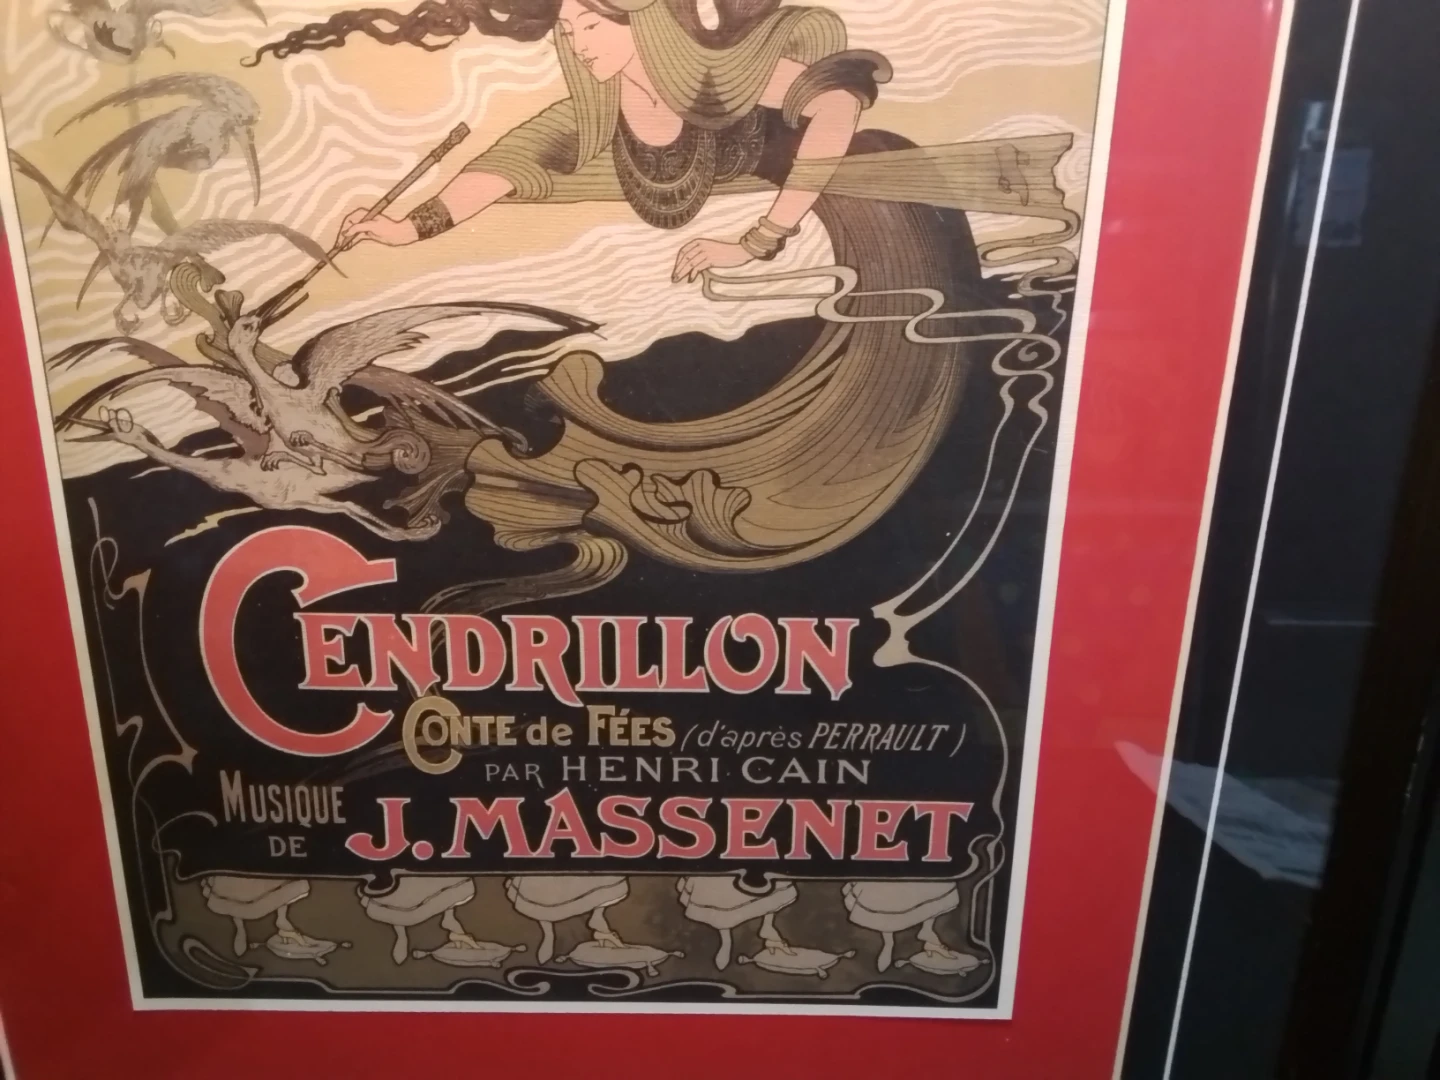 CENDRILLON
CONTE de FÉES (d'après PERRAULT)
PAR HENRI CAIN
MUSIQUE
DE J. MASSENET